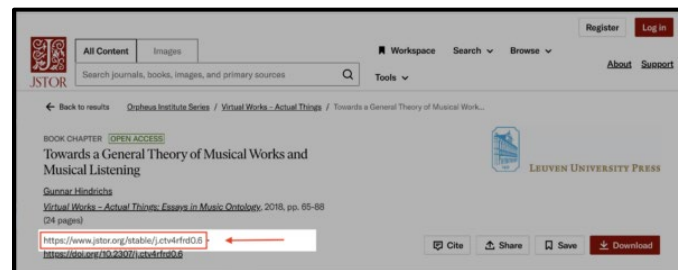 Register Log in
JSTOR
All Content Images
Search journals, books, images, and primary sources
Workspace Search Browse
Tools
About Support
Back to results Orpheus Institute Series / Virtual Works – Actual Things / Towards a General Theory of Musical Work...
BOOK CHAPTER OPEN ACCESS
Towards a General Theory of Musical Works and
Musical Listening
Gunnar Hindrichs
Virtual Works – Actual Things: Essays in Music Ontology, 2018, pp. 65-88
(24 pages)
https://www.jstor.org/stable/j.ctv4rfrd0.6
https://doi.org/10.2307/j.ctv4rfrd0.6
LEUVEN UNIVERSITY PRESS
Cite Share Save Download